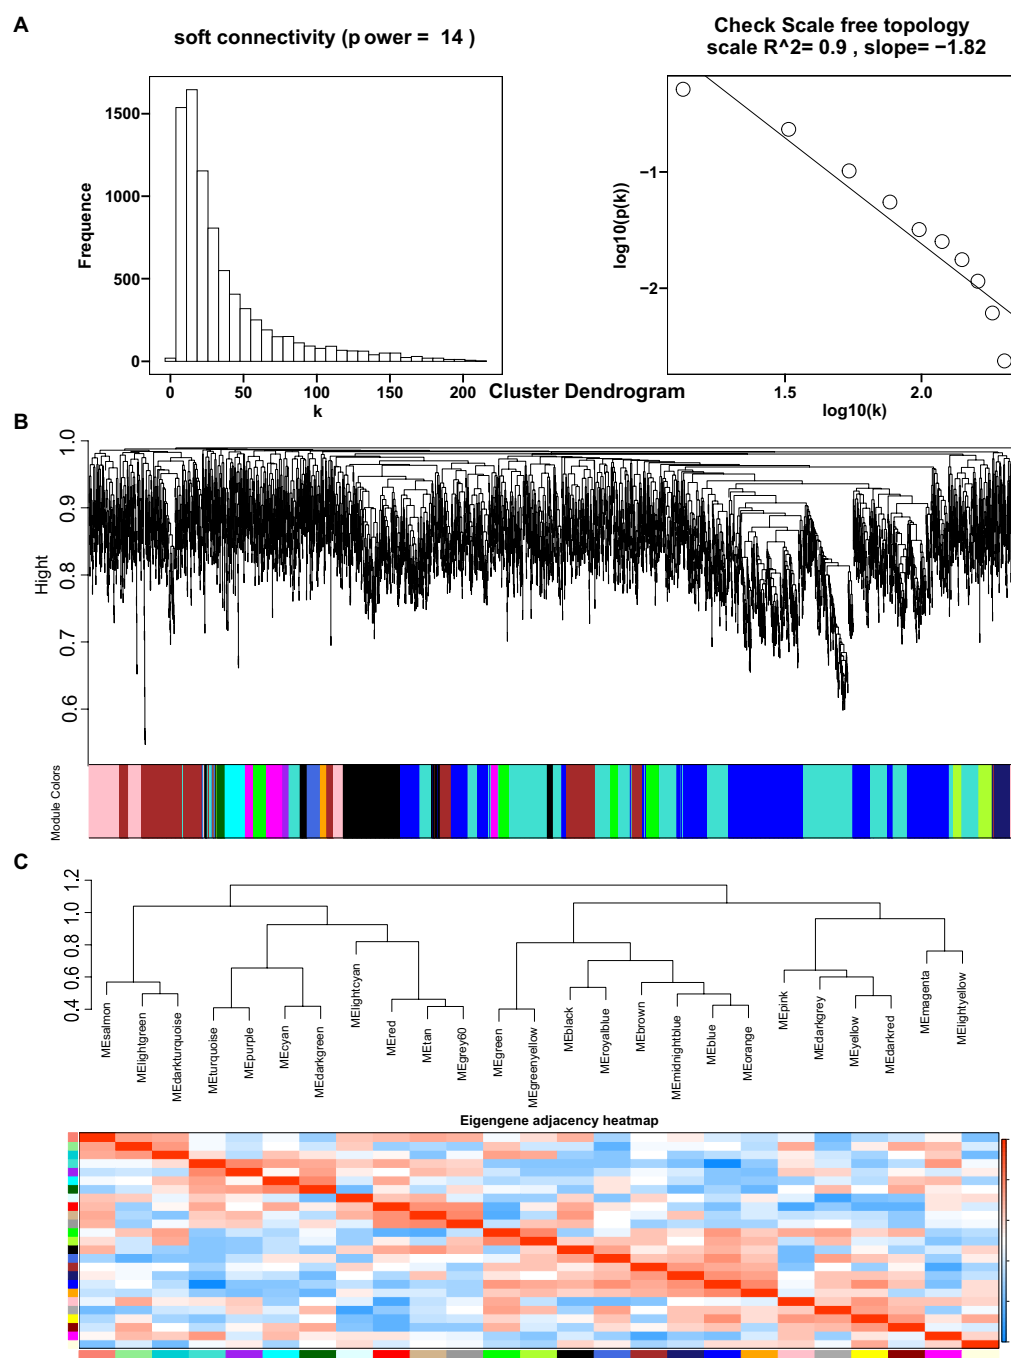 A
soft connectivity (p ower = 14 )
Check Scale free topology
scale R^2= 0.9 , slope= −1.82
Frequence
1500
1000
500
0
0 50 100 150 200
k
log10(p(k))
−1
−2
1.5 2.0
log10(k)
Cluster Dendrogram
B
Hight
1.0
0.9
0.8
0.7
0.6
Module Colors
C
1.2
1.0
0.8
0.6
0.4
MEsalmon
MElightgreen
MEdarkturquoise
MEturquoise
MEpurple
MEcyan
MEdarkgreen
MElightcyan
MEred
MEtan
MEgrey60
MEgreen
MEgreenyellow
MEblack
MEroyalblue
MEbrown
MEmidnightblue
MEblue
MEorange
MEpink
MEdarkgrey
MEyellow
MEdarkred
MEmagenta
MElightyellow
Eigengene adjacency heatmap